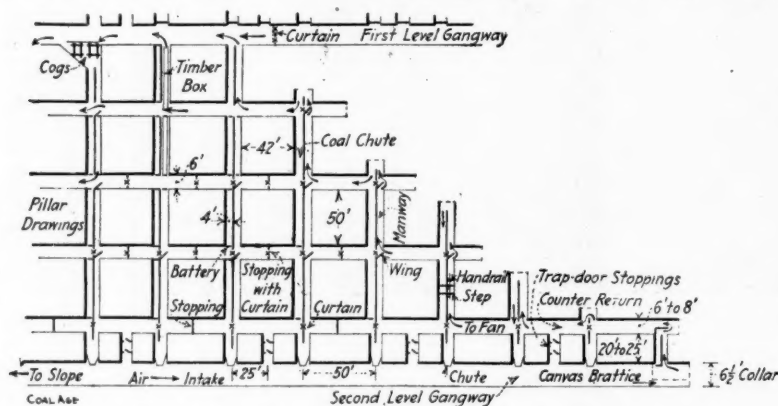 Curtain First Level Gangway
Cogs
Timber
Box
Coal Chute
42'
6'
Pillar
Drawings
4'
50'
Manway
Battery
Stopping
Stopping
with
Curtain
Curtain
Wing
Handrail
Step
To Fan
Trap-door Stoppings
Counter Return
6' to 8'
20' to 25'
To Slope
Air → Intake
25'
50'
Chute
Canvas Brattice
6½' Collar
Second Level Gangway
COAL AGE